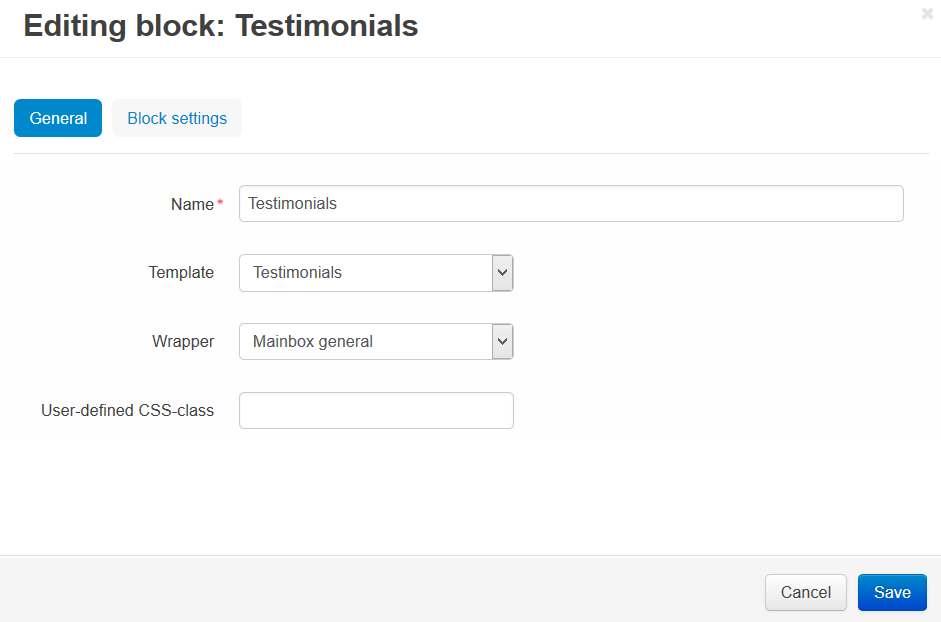 Editing block: Testimonials
General
Block settings
Name*
Testimonials
Template
Testimonials
Wrapper
Mainbox general
User-defined CSS-class
Cancel
Save